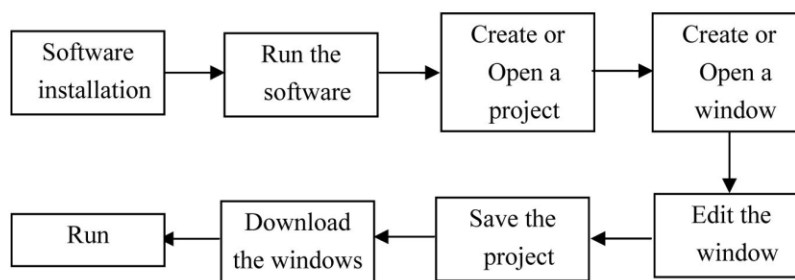 Software
installation
Run the
software
Create or
Open a
project
Create or
Open a
window
Edit the
window
Save the
project
Download
the windows
Run